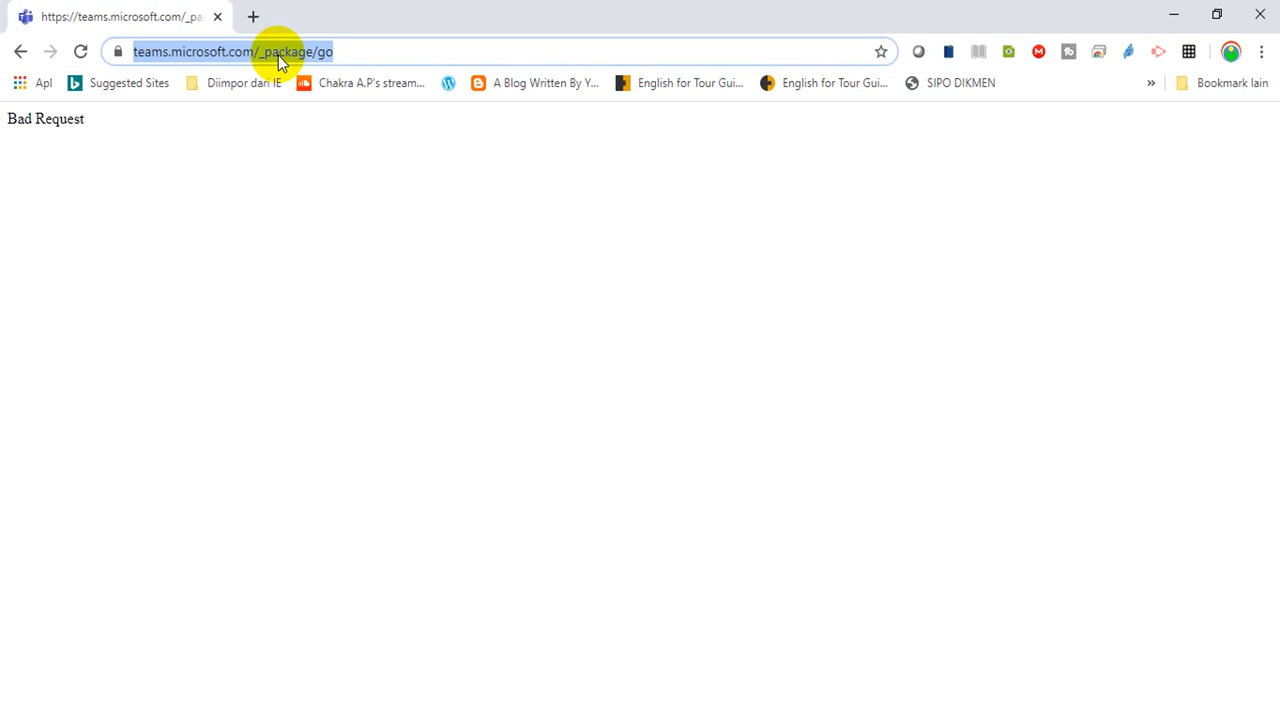 https://teams.microsoft.com/_pa
teams.microsoft.com/_package/go
Apl Suggested Sites Diimpor dari IE Chakra A.P's stream... A Blog Written By Y... English for Tour Gui... English for Tour Gui... SIPO DIKMEN » Bookmark lain
Bad Request